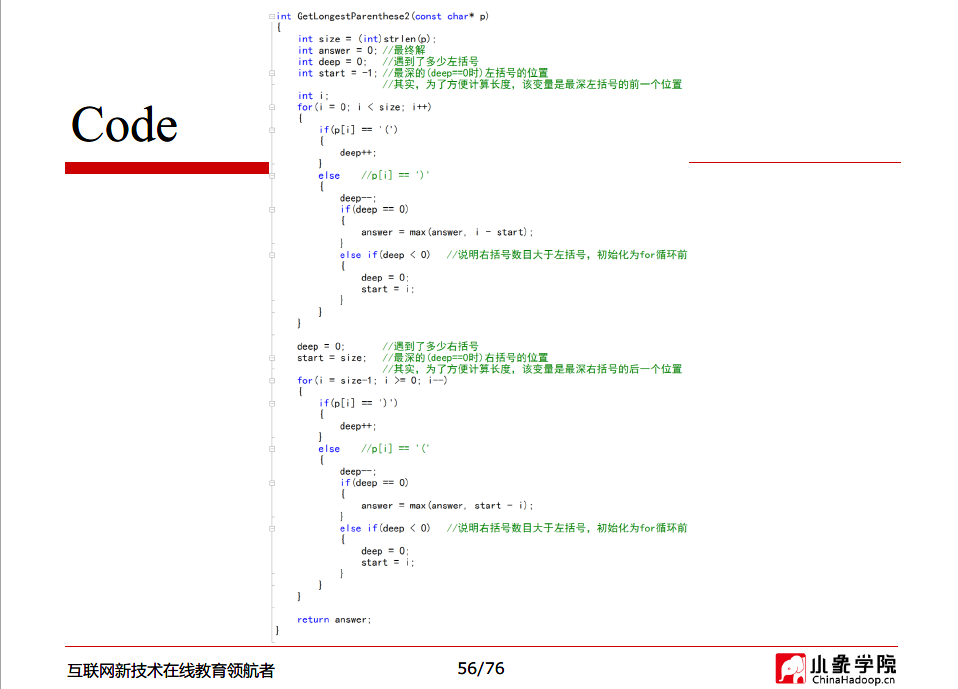 Code
int GetLongestParenthese2(const char* p)
{
int size = (int)strlen(p);
int answer = 0; //最终解
int deep = 0; //遇到了多少左括号
int start = -1; //最深的(deep==0时)左括号的位置
//其实，为了方便计算长度，该变量是最深左括号的前一个位置
int i;
for(i = 0; i < size; i++)
{
if(p[i] == '(')
{
deep++;
}
else //p[i] == ')'
{
deep--;
if(deep == 0)
{
answer = max(answer, i - start);
}
else if(deep < 0) //说明右括号数目大于左括号，初始化为for循环前
{
deep = 0;
start = i;
}
}
}
deep = 0; //遇到了多少右括号
start = size; //最深的(deep==0时)右括号的位置
//其实，为了方便计算长度，该变量是最深右括号的后一个位置
for(i = size-1; i >= 0; i--)
{
if(p[i] == ')')
{
deep++;
}
else //p[i] == '('
{
deep--;
if(deep == 0)
{
answer = max(answer, start - i);
}
else if(deep < 0) //说明右括号数目大于左括号，初始化为for循环前
{
deep = 0;
start = i;
}
}
}
return answer;
}
互联网新技术在线教育领航者
56/76
小象学院
ChinaHadoop.cn